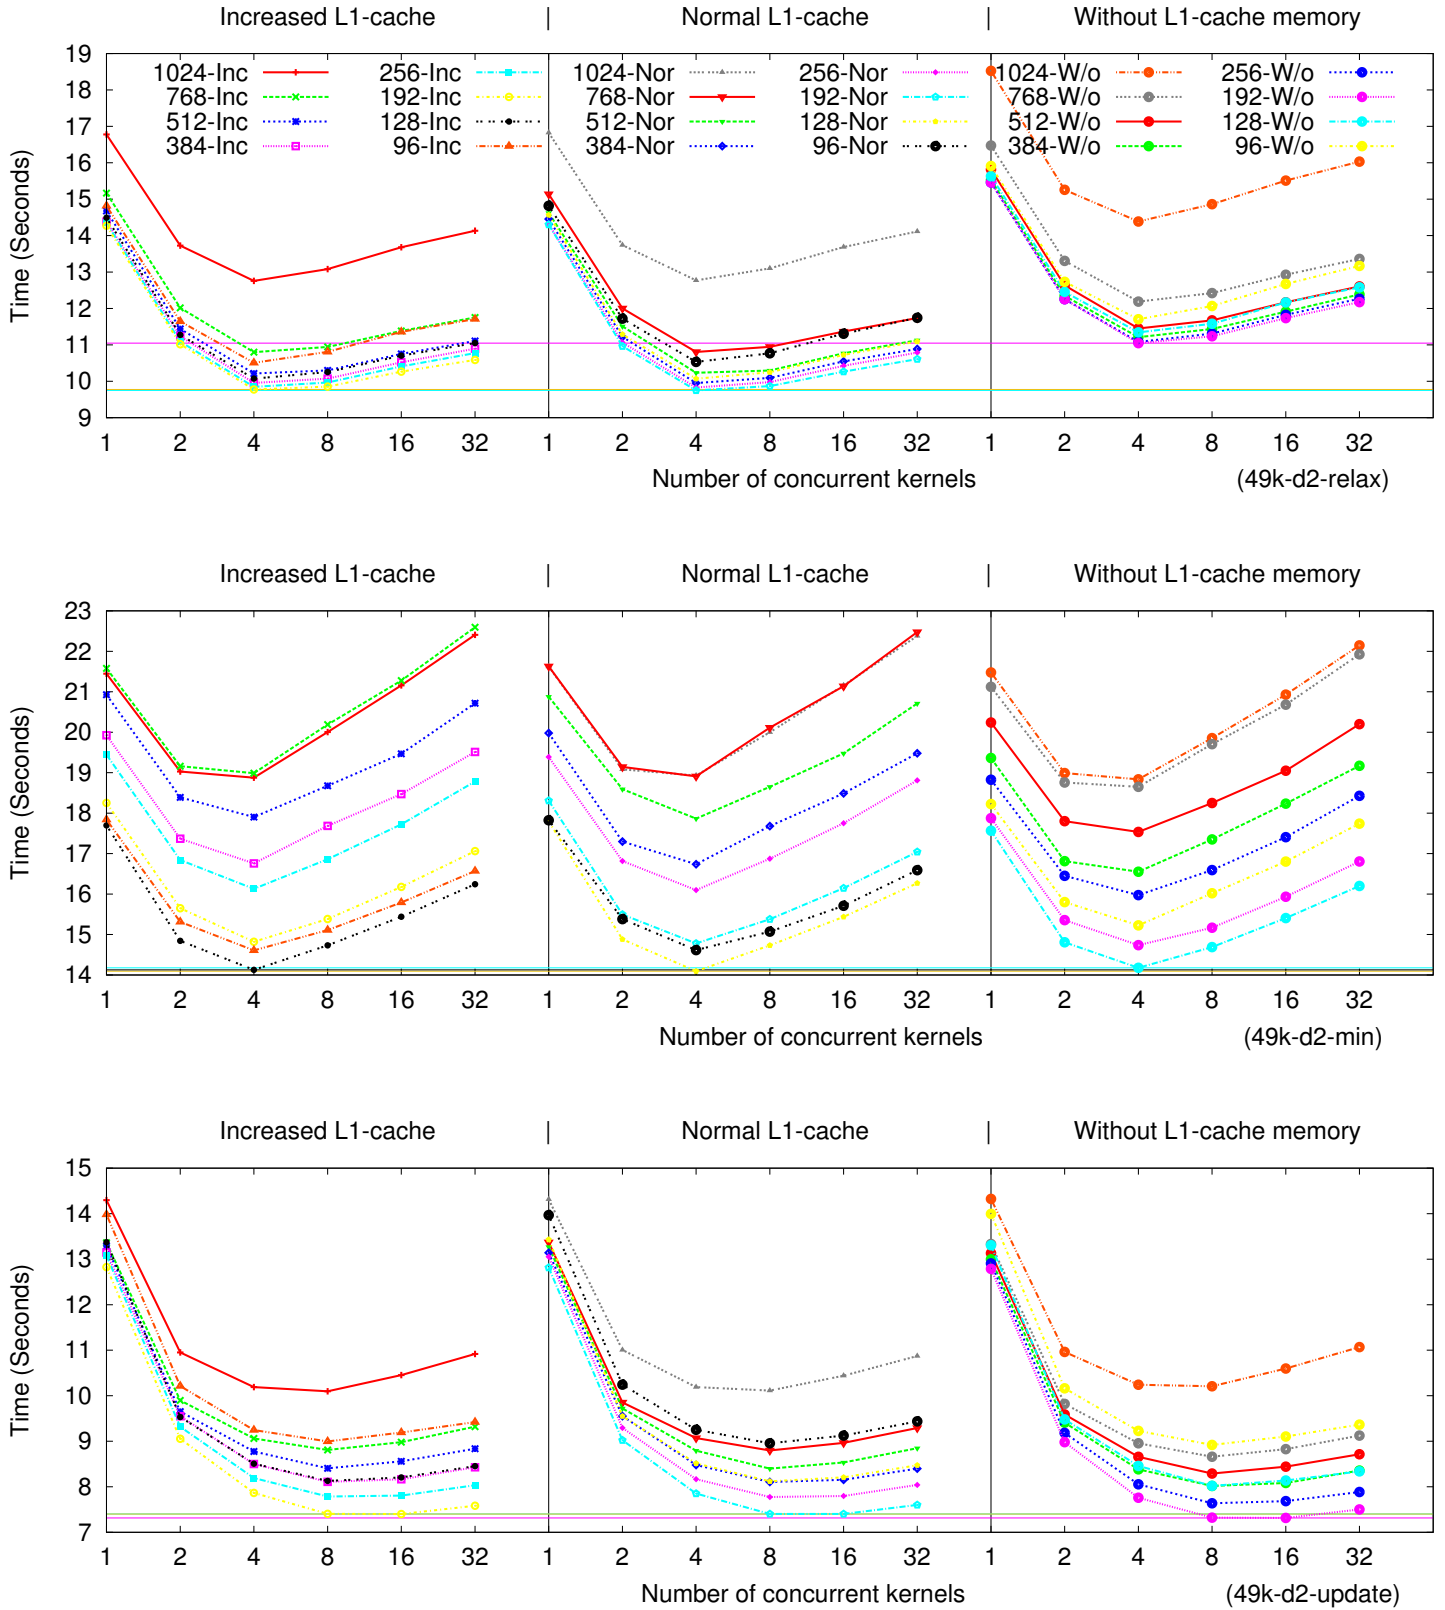 Increased L1-cache | Normal L1-cache | Without L1-cache memory
19
18
17
16
15
14
13
12
11
10
9
Time (Seconds)
1024-Inc 256-Inc 1024-Nor 256-Nor 1024-W/o 256-W/o
768-Inc 192-Inc 768-Nor 192-Nor 768-W/o 192-W/o
512-Inc 128-Inc 512-Nor 128-Nor 512-W/o 128-W/o
384-Inc 96-Inc 384-Nor 96-Nor 384-W/o 96-W/o
1 2 4 8 16 32 1 2 4 8 16 32 1 2 4 8 16 32
Number of concurrent kernels (49k-d2-relax)
Increased L1-cache | Normal L1-cache | Without L1-cache memory
23
22
21
20
19
18
17
16
15
14
Time (Seconds)
1 2 4 8 16 32 1 2 4 8 16 32 1 2 4 8 16 32
Number of concurrent kernels (49k-d2-min)
Increased L1-cache | Normal L1-cache | Without L1-cache memory
15
14
13
12
11
10
9
8
7
Time (Seconds)
1 2 4 8 16 32 1 2 4 8 16 32 1 2 4 8 16 32
Number of concurrent kernels (49k-d2-update)